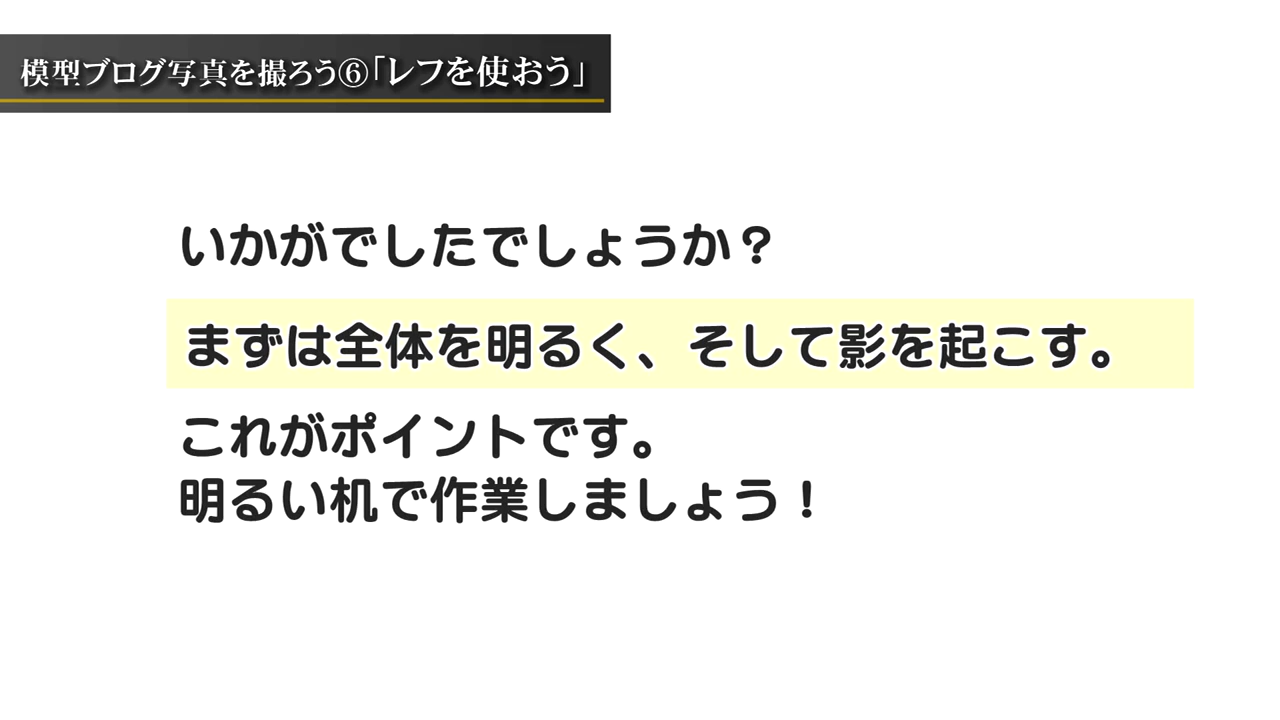 模型ブログ写真を撮ろう⑥「レフを使おう」
いかがでしたでしょうか？
まずは全体を明るく、そして影を起こす。
これがポイントです。
明るい机で作業しましょう！